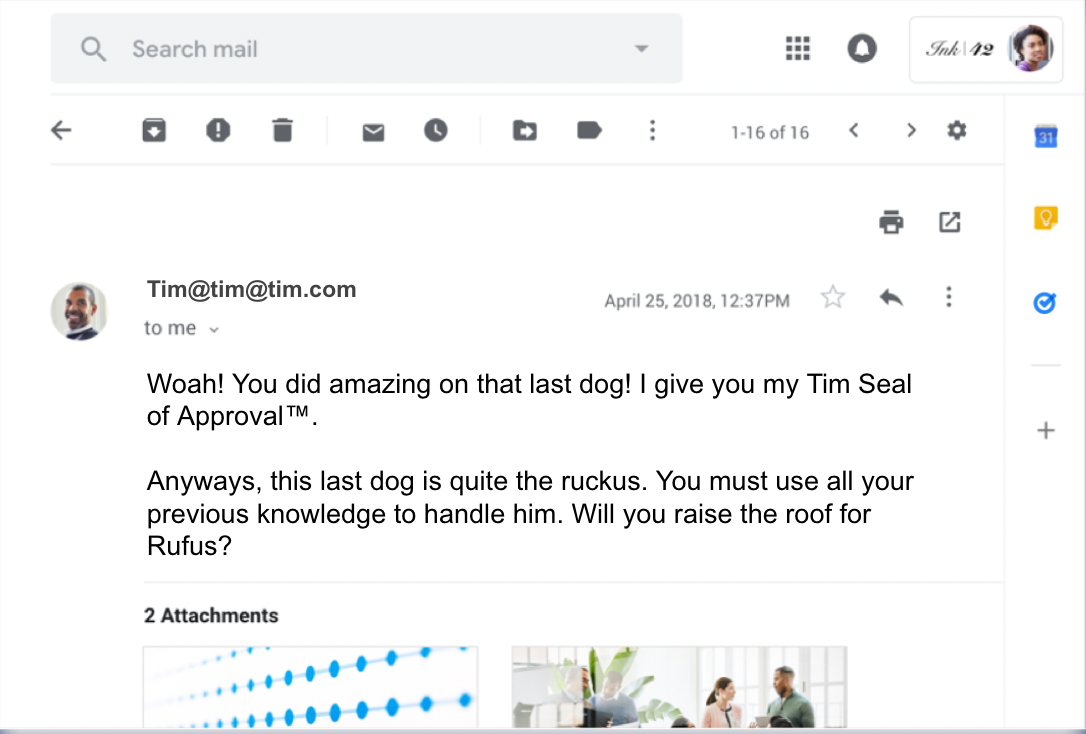 Search mail
Ink|42
1-16 of 16
31
Tim@tim@tim.com
April 25, 2018, 12:37PM
to me
Woah! You did amazing on that last dog! I give you my Tim Seal
of Approval™.
Anyways, this last dog is quite the ruckus. You must use all your
previous knowledge to handle him. Will you raise the roof for
Rufus?
2 Attachments